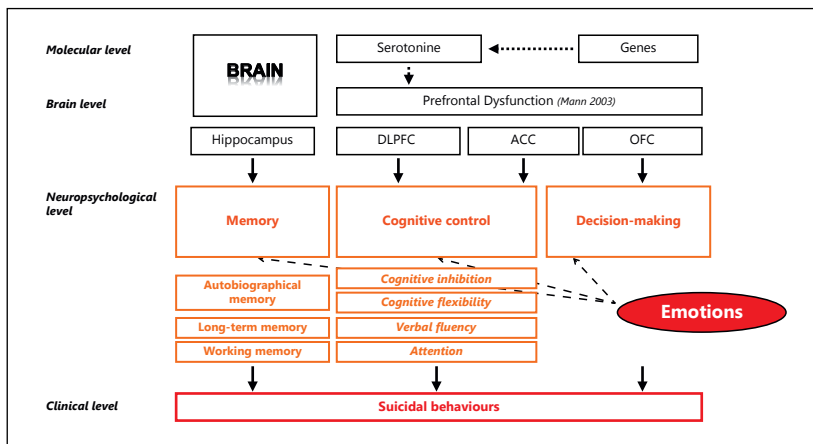 Molecular level
BRAIN
Serotonine
Genes
Brain level
Prefrontal Dysfunction (Mann 2003)
Hippocampus
DLPFC
ACC
OFC
Neuropsychological
level
Memory
Cognitive control
Decision-making
Autobiographical
memory
Long-term memory
Working memory
Cognitive inhibition
Cognitive flexibility
Verbal fluency
Attention
Emotions
Clinical level
Suicidal behaviours